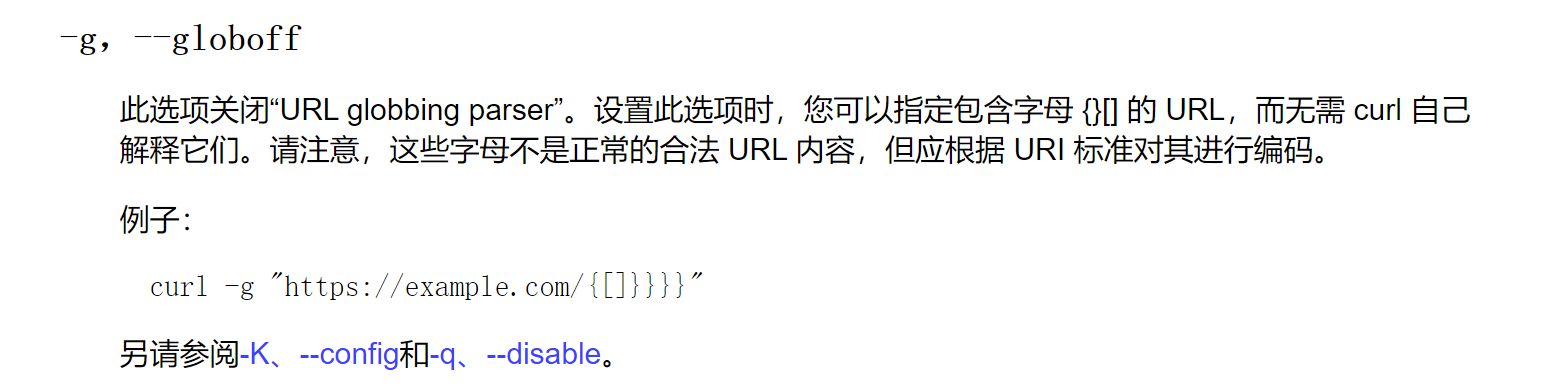 -g, --globoff
此选项关闭“URL globbing parser”。设置此选项时，您可以指定包含字母 {}[] 的 URL，而无需 curl 自己
解释它们。请注意，这些字母不是正常的合法 URL 内容，但应根据 URI 标准对其进行编码。
例子：
curl -g "https://example.com/{[]}}}}"
另请参阅-K、--config和-q、--disable。